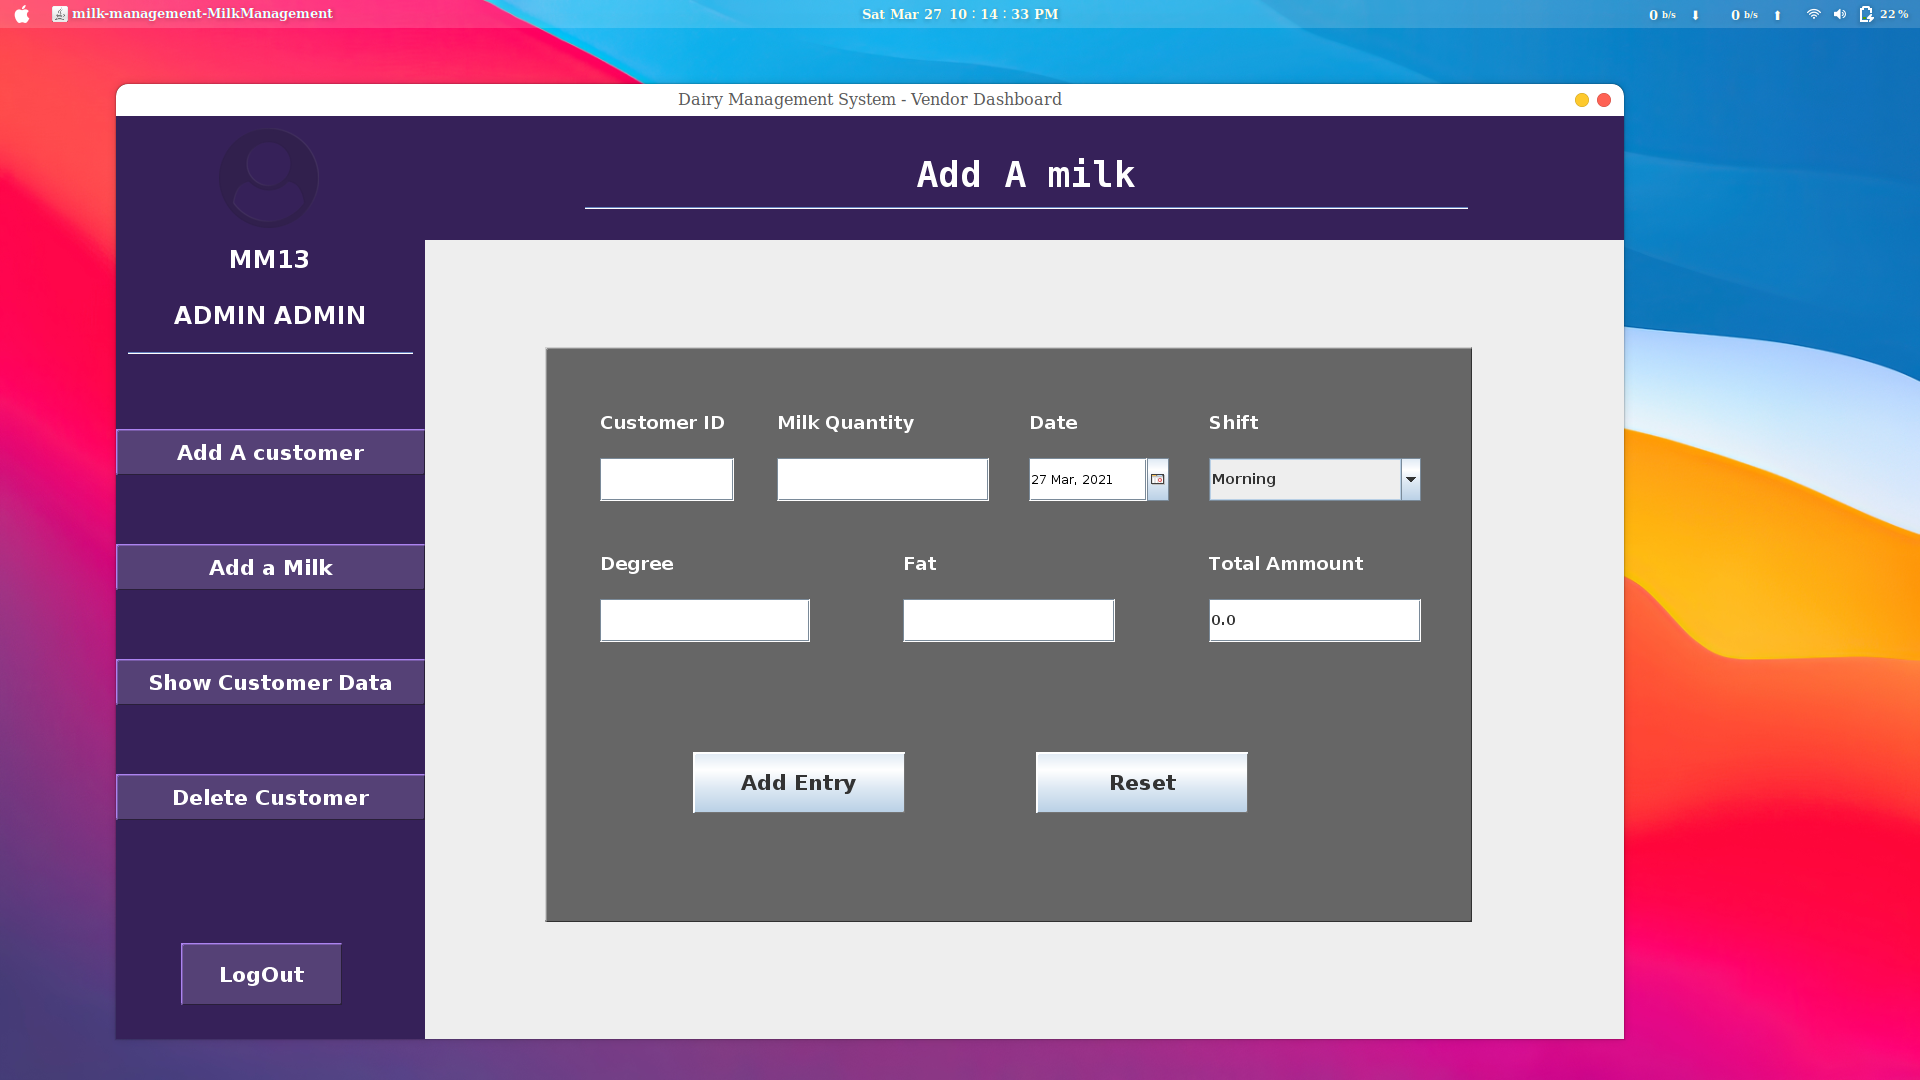 milk-management-MilkManagement
Sat Mar 27 10 : 14 : 33 PM
0 b/s ⬇ 0 b/s ⬆ 22 %
Dairy Management System - Vendor Dashboard
MM13
ADMIN ADMIN
Add A customer
Add a Milk
Show Customer Data
Delete Customer
LogOut
Add A milk
Customer ID Milk Quantity Date Shift
27 Mar, 2021 Morning
Degree Fat Total Ammount
0.0
Add Entry Reset